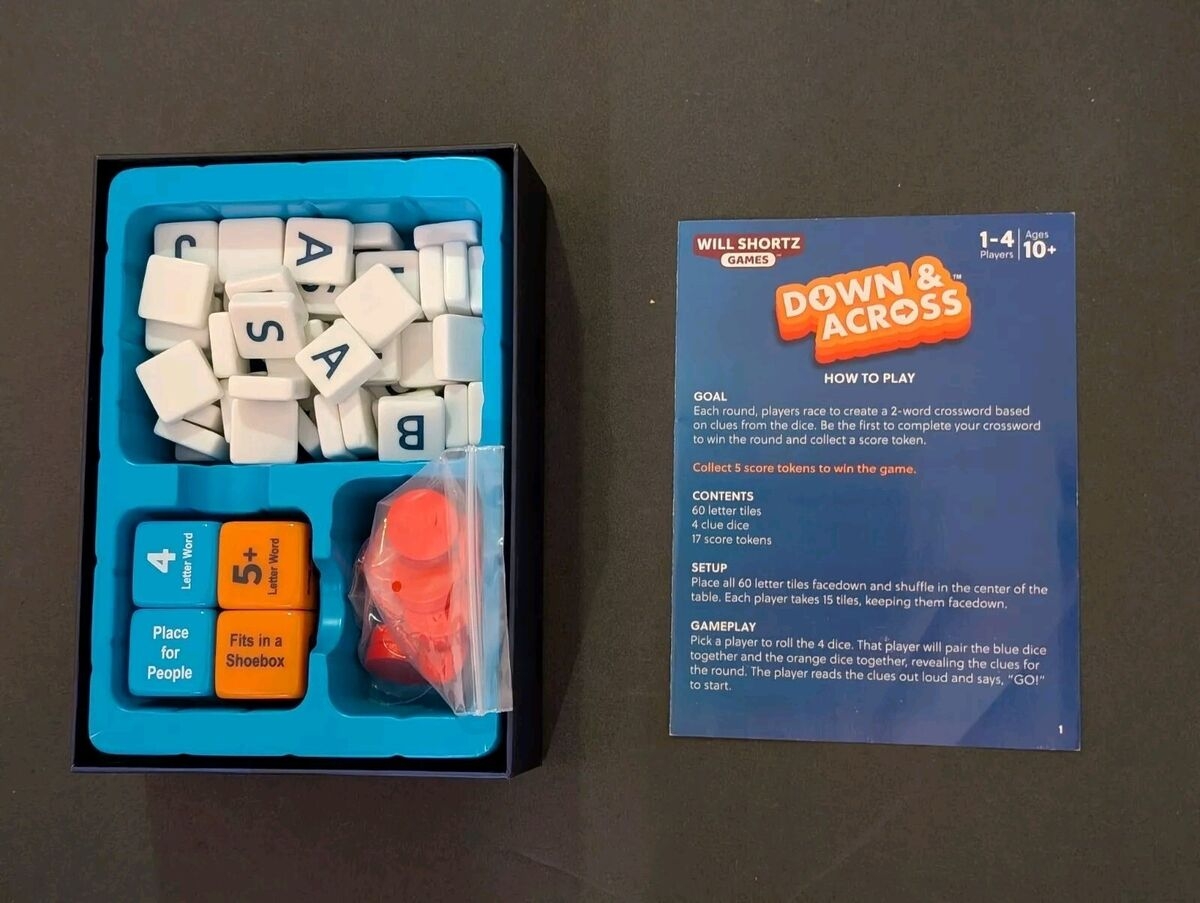 J
A
S
S
A
B
4
Letter Word
5+
Letter Word
Place
for
People
Fits in a
Shoebox
WILL SHORTZ
GAMES
1-4
Players
Ages
10+
DOWN &
ACROSS™
HOW TO PLAY
GOAL
Each round, players race to create a 2-word crossword based
on clues from the dice. Be the first to complete your crossword
to win the round and collect a score token.
Collect 5 score tokens to win the game.
CONTENTS
60 letter tiles
4 clue dice
17 score tokens
SETUP
Place all 60 letter tiles facedown and shuffle in the center of the
table. Each player takes 15 tiles, keeping them facedown.
GAMEPLAY
Pick a player to roll the 4 dice. That player will pair the blue dice
together and the orange dice together, revealing the clues for
the round. The player reads the clues out loud and says, “GO!”
to start.
1